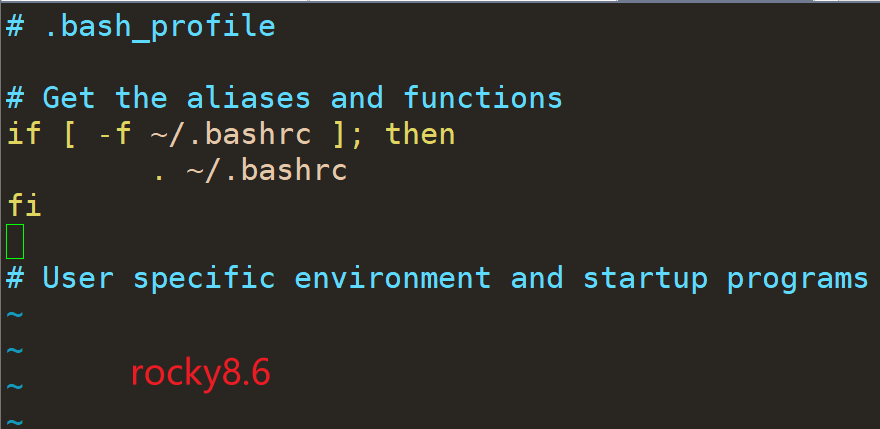 # .bash_profile
# Get the aliases and functions
if [ -f ~/.bashrc ]; then
        . ~/.bashrc
fi
# User specific environment and startup programs
~
~
rocky8.6
~
~